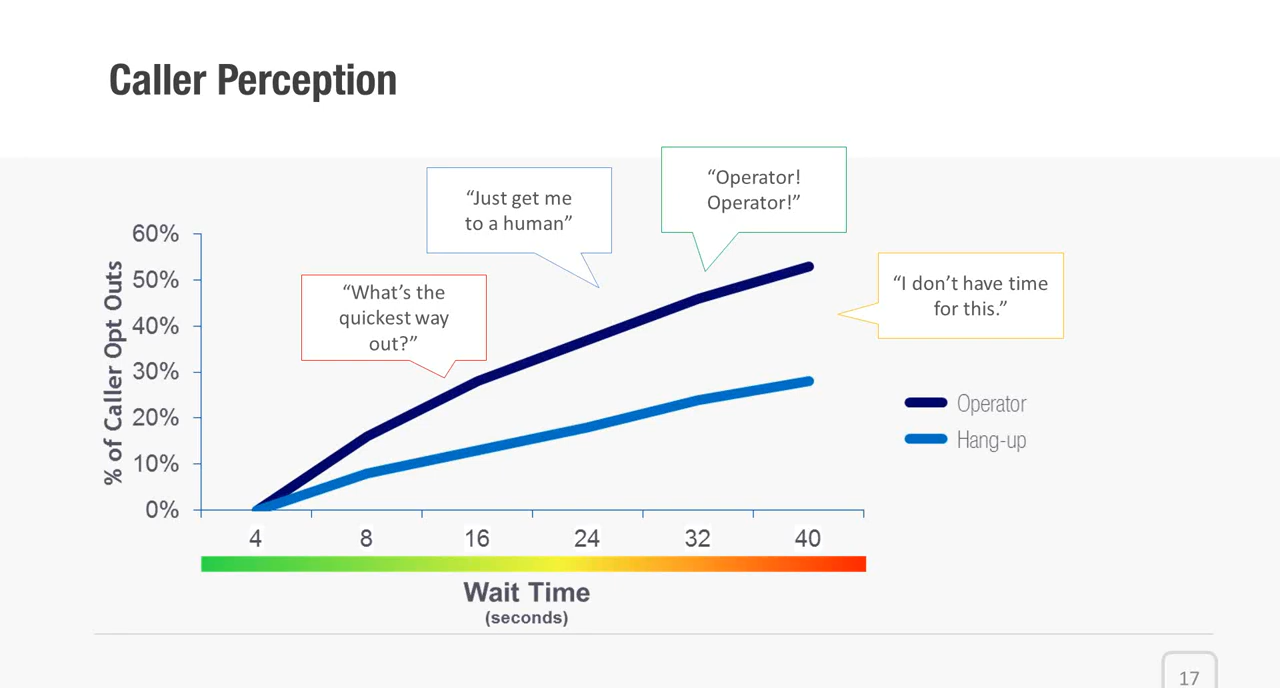 Caller Perception
“Operator!
Operator!”
“Just get me
to a human”
“What’s the
quickest way
out?”
“I don’t have time
for this.”
% of Caller Opt Outs
60%
50%
40%
30%
20%
10%
0%
4 8 16 24 32 40
Wait Time
(seconds)
Operator
Hang-up
17